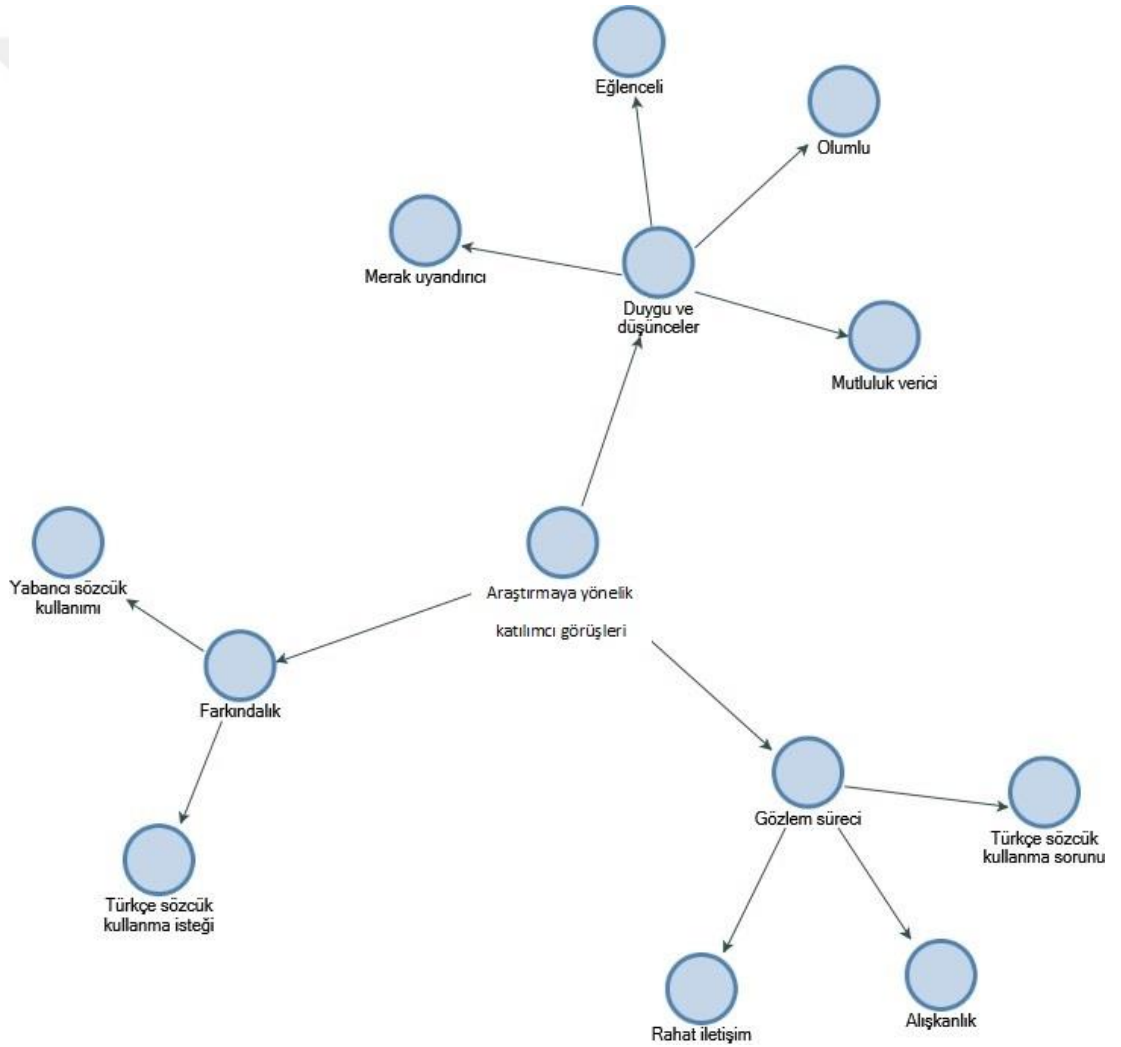 Eğlenceli
Olumlu
Merak uyandırıcı
Duygu ve
düşünceler
Mutluluk verici
Yabancı sözcük
kullanımı
Araştırmaya yönelik
katılımcı görüşleri
Farkındalık
Gözlem süreci
Türkçe sözcük
kullanma sorunu
Türkçe sözcük
kullanma isteği
Rahat iletişim
Alışkanlık